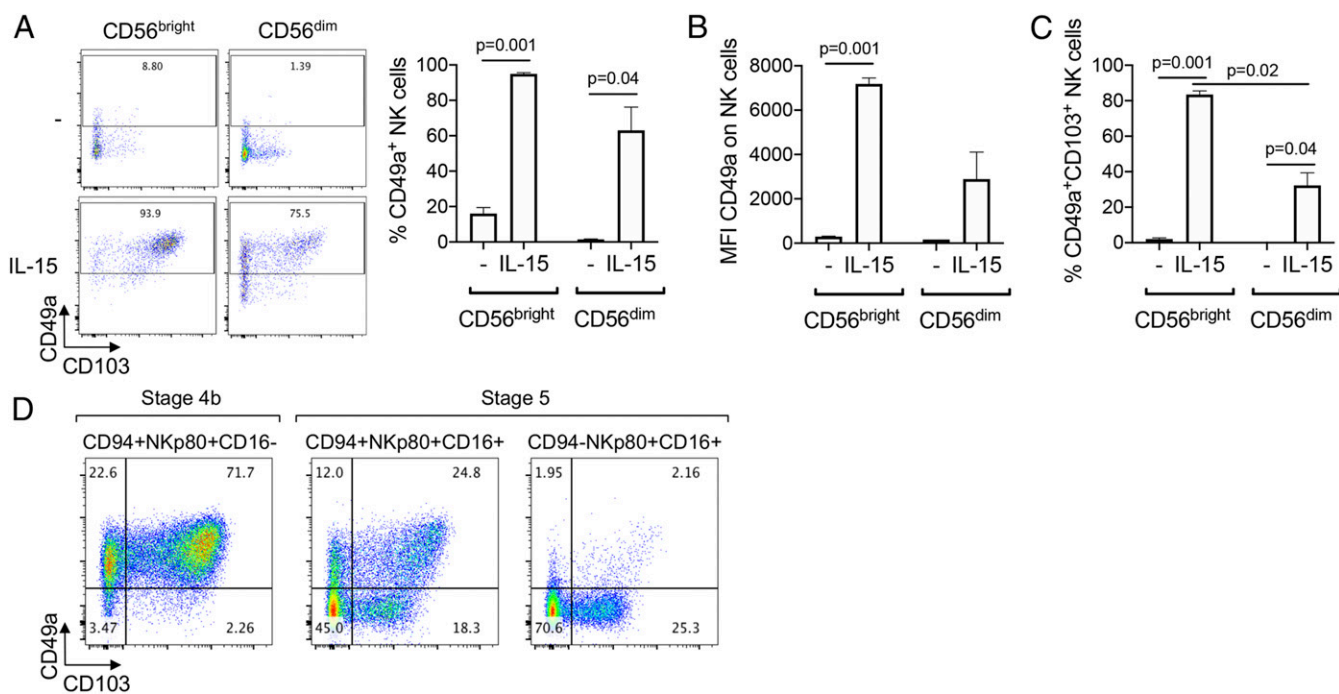 A
CD56bright
CD56dim
8.80
1.39
-
93.9
75.5
IL-15
CD49a
CD103
% CD49a+ NK cells
100
80
60
40
20
0
p=0.001
p=0.04
- IL-15 - IL-15
CD56bright CD56dim
B
MFI CD49a on NK cells
8000
6000
4000
2000
0
p=0.001
- IL-15 - IL-15
CD56bright CD56dim
C
% CD49a+CD103+ NK cells
100
80
60
40
20
0
p=0.001
p=0.02
p=0.04
- IL-15 - IL-15
CD56bright CD56dim
D
Stage 4b
Stage 5
CD94+NKp80+CD16-
CD94+NKp80+CD16+
CD94-NKp80+CD16+
22.6 71.7
3.47 2.26
12.0 24.8
45.0 18.3
1.95 2.16
70.6 25.3
CD49a
CD103